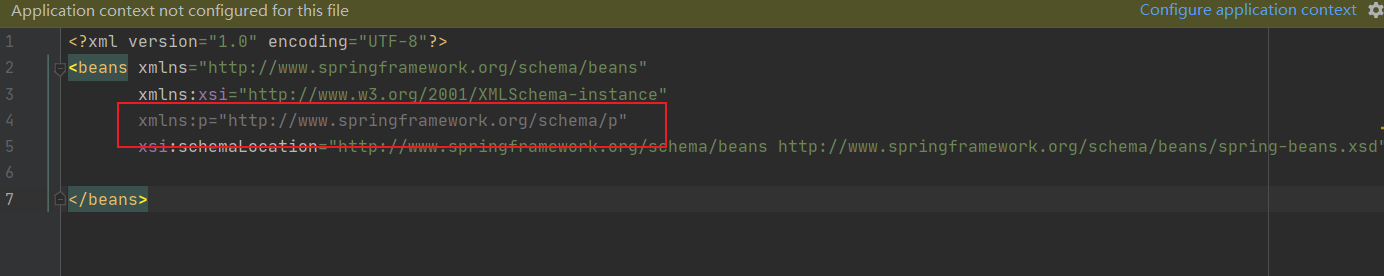 Application context not configured for this file
Configure application context
1 <?xml version="1.0" encoding="UTF-8"?>
2 <beans xmlns="http://www.springframework.org/schema/beans"
3 xmlns:xsi="http://www.w3.org/2001/XMLSchema-instance"
4 xmlns:p="http://www.springframework.org/schema/p"
5 xsi:schemaLocation="http://www.springframework.org/schema/beans http://www.springframework.org/schema/beans/spring-beans.xsd"
6
7 </beans>